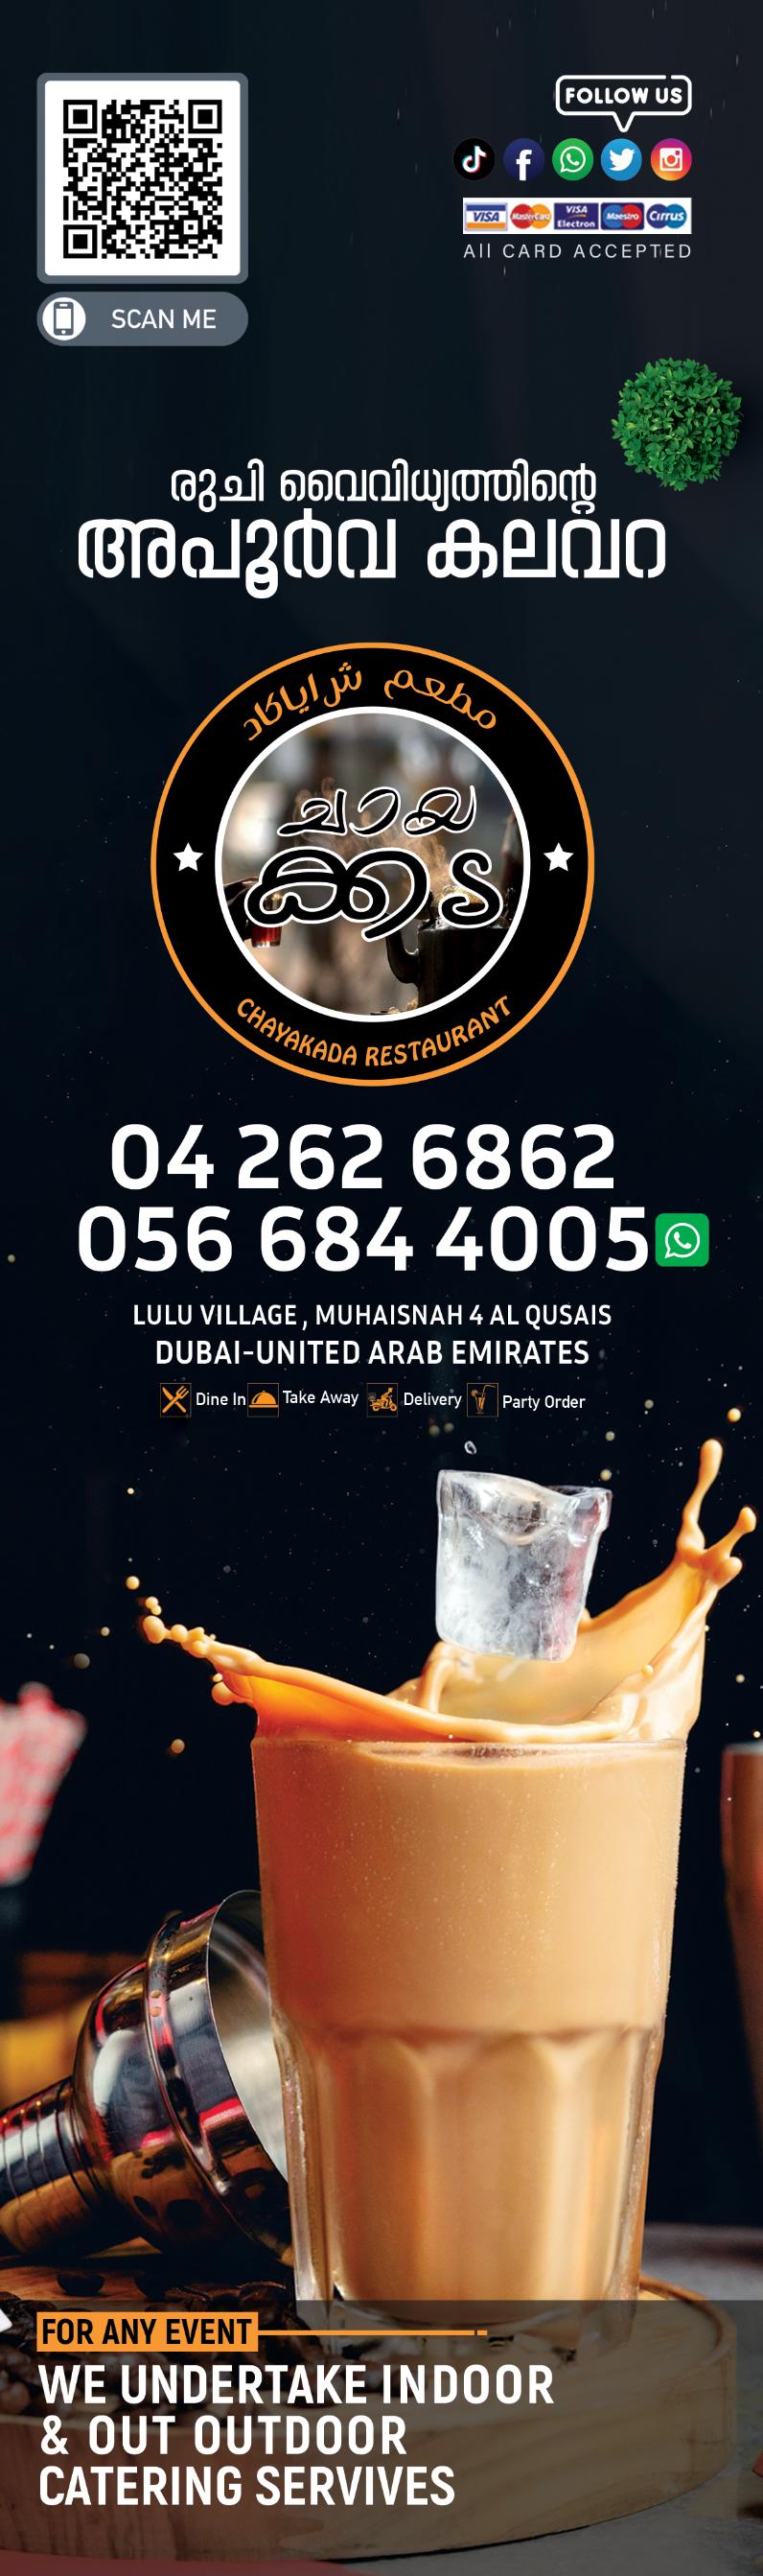 FOLLOW US
VISA MasterCard VISA Electron Maestro Cirrus
All CARD ACCEPTED
SCAN ME
രുചി വൈവിധ്യത്തിന്റെ
അപൂർവ കലവറ
مطعم شاياكادا
ചായ
ക്കട
CHAYAKADA RESTAURANT
04 262 6862
056 684 4005
LULU VILLAGE, MUHAISNAH 4 AL QUSAIS
DUBAI-UNITED ARAB EMIRATES
Dine In Take Away Delivery Party Order
FOR ANY EVENT
WE UNDERTAKE INDOOR
& OUT OUTDOOR
CATERING SERVIVES